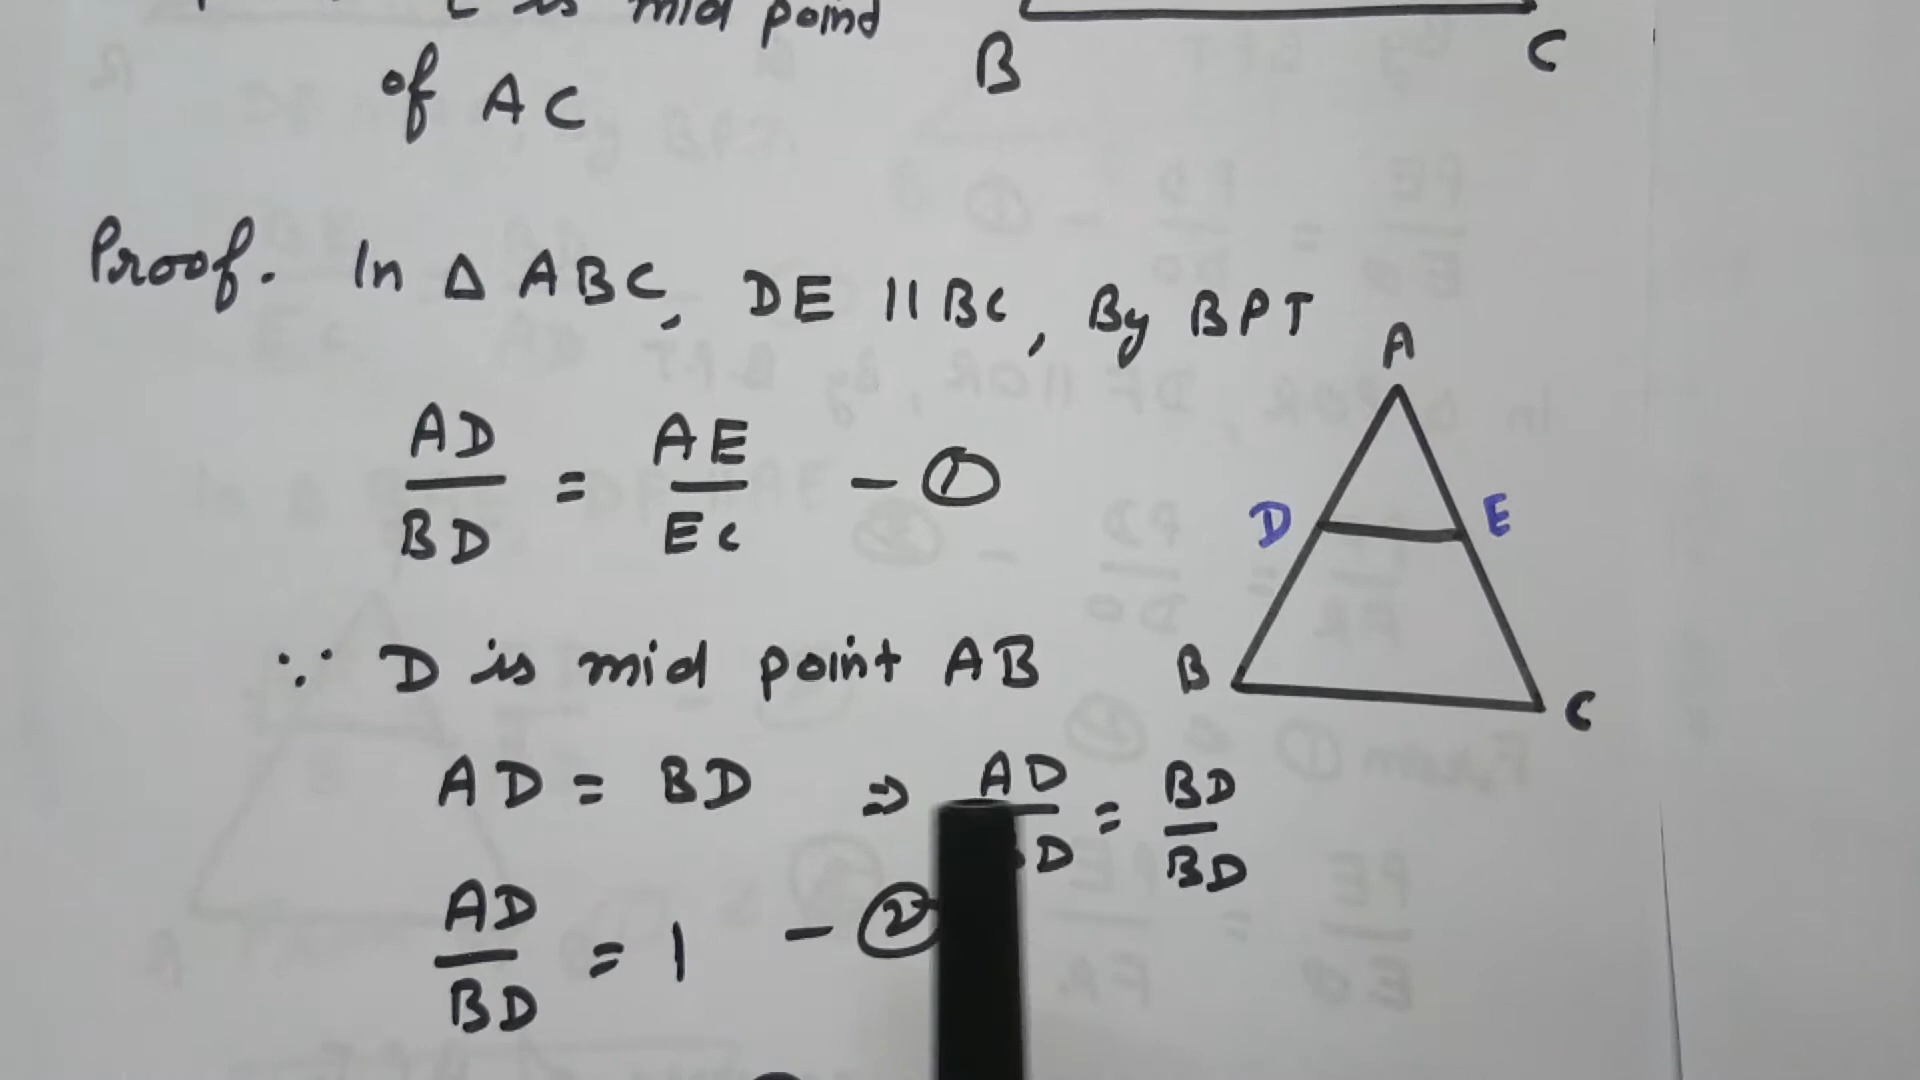 is mid point
of AC
B C
Proof. In Δ ABC, DE || BC, By BPT
AD/BD = AE/EC - ①
A
D E
B C
∵ D is mid point AB
AD = BD ⇒ AD/BD = BD/BD
AD/BD = 1 - ②